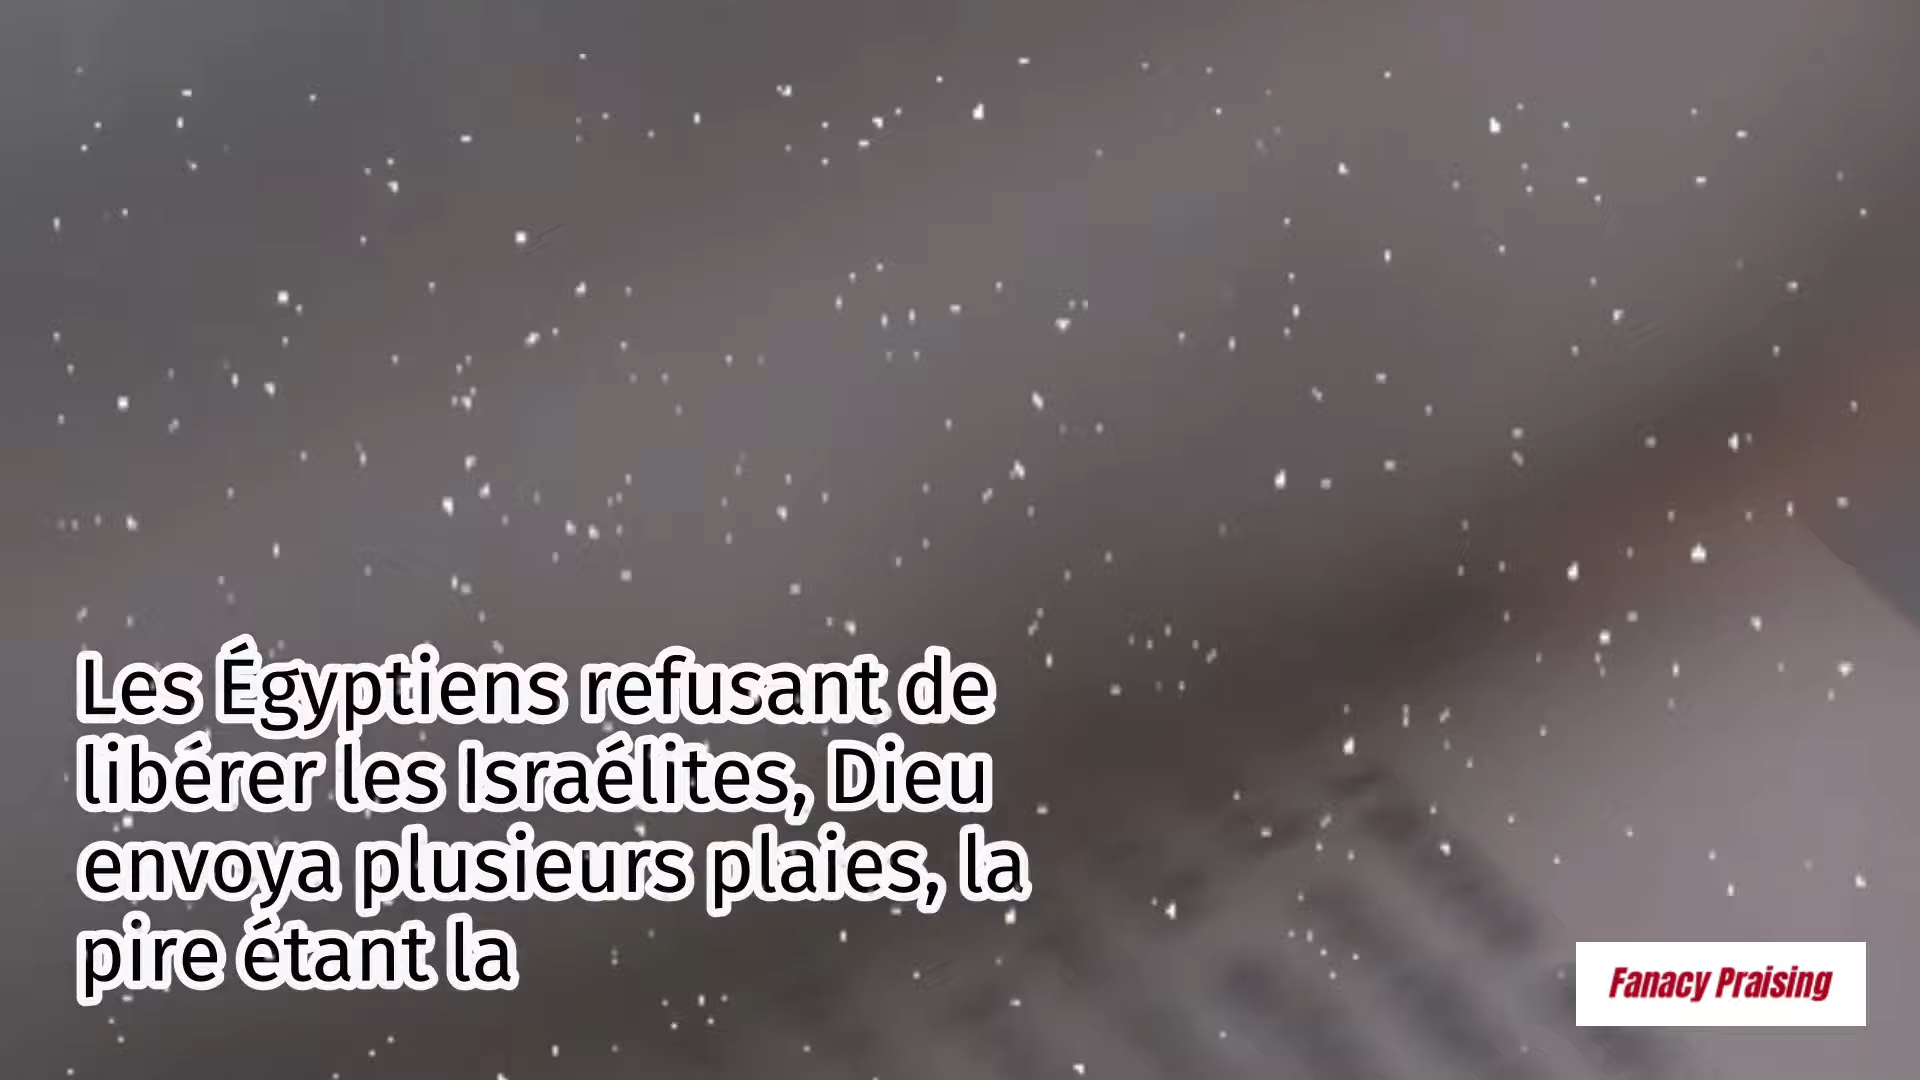 Les Égyptiens refusant de
libérer les Israélites, Dieu
envoya plusieurs plaies, la
pire étant la
Fanacy Praising